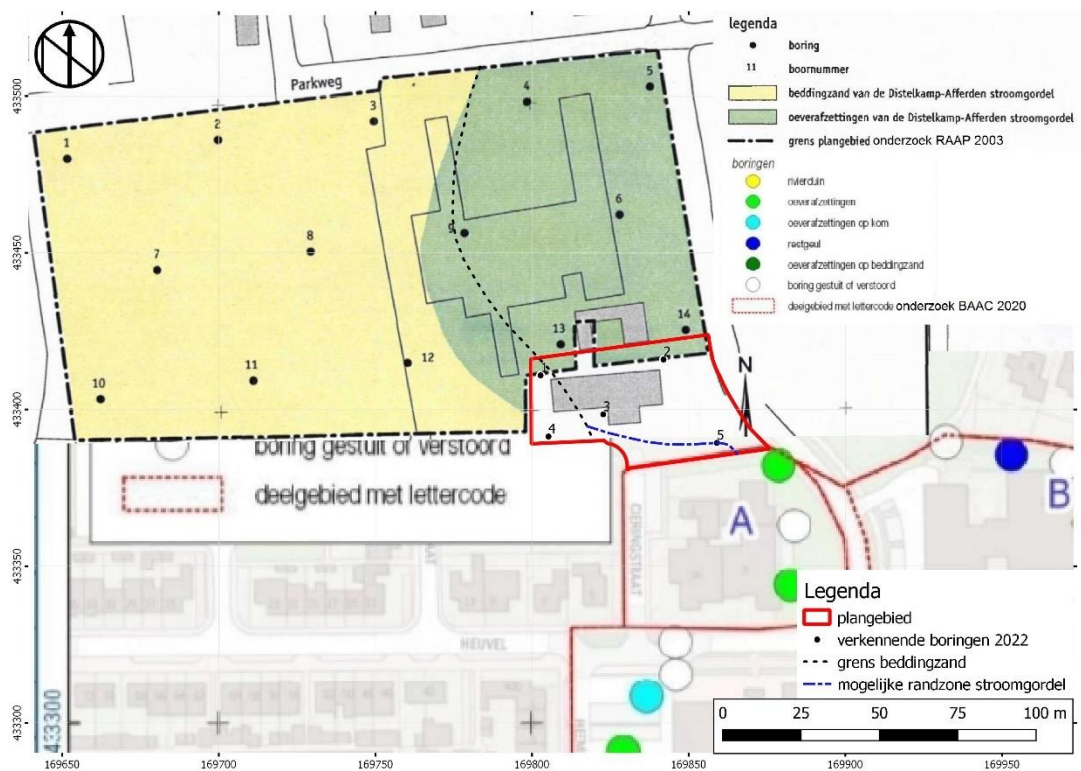 legenda
boring
11 boornummer
beddingzand van de Distelkamp-Afferden stroomgordel
oeverafzettingen van de Distelkamp-Afferden stroomgordel
grens plangebied onderzoek RAAP 2003
boringen
rivierduin
oeverafzettingen
oeverafzettingen op kom
restgeul
oeverafzettingen op beddingzand
boring gestuit of verstoord
deelgebied met lettercode onderzoek BAAC 2020
Parkweg
433500
1
2
3
4
5
433450
7
8
9
6
10
11
12
13
14
433400
1
2
3
4
5
N
boring gestuit of verstoord
deelgebied met lettercode
A
B
433350
HEUVEL
433300
433300
Legenda
plangebied
verkennende boringen 2022
grens beddingzand
mogelijke randzone stroomgordel
0 25 50 75 100 m
169650 169700 169750 169800 169850 169900 169950